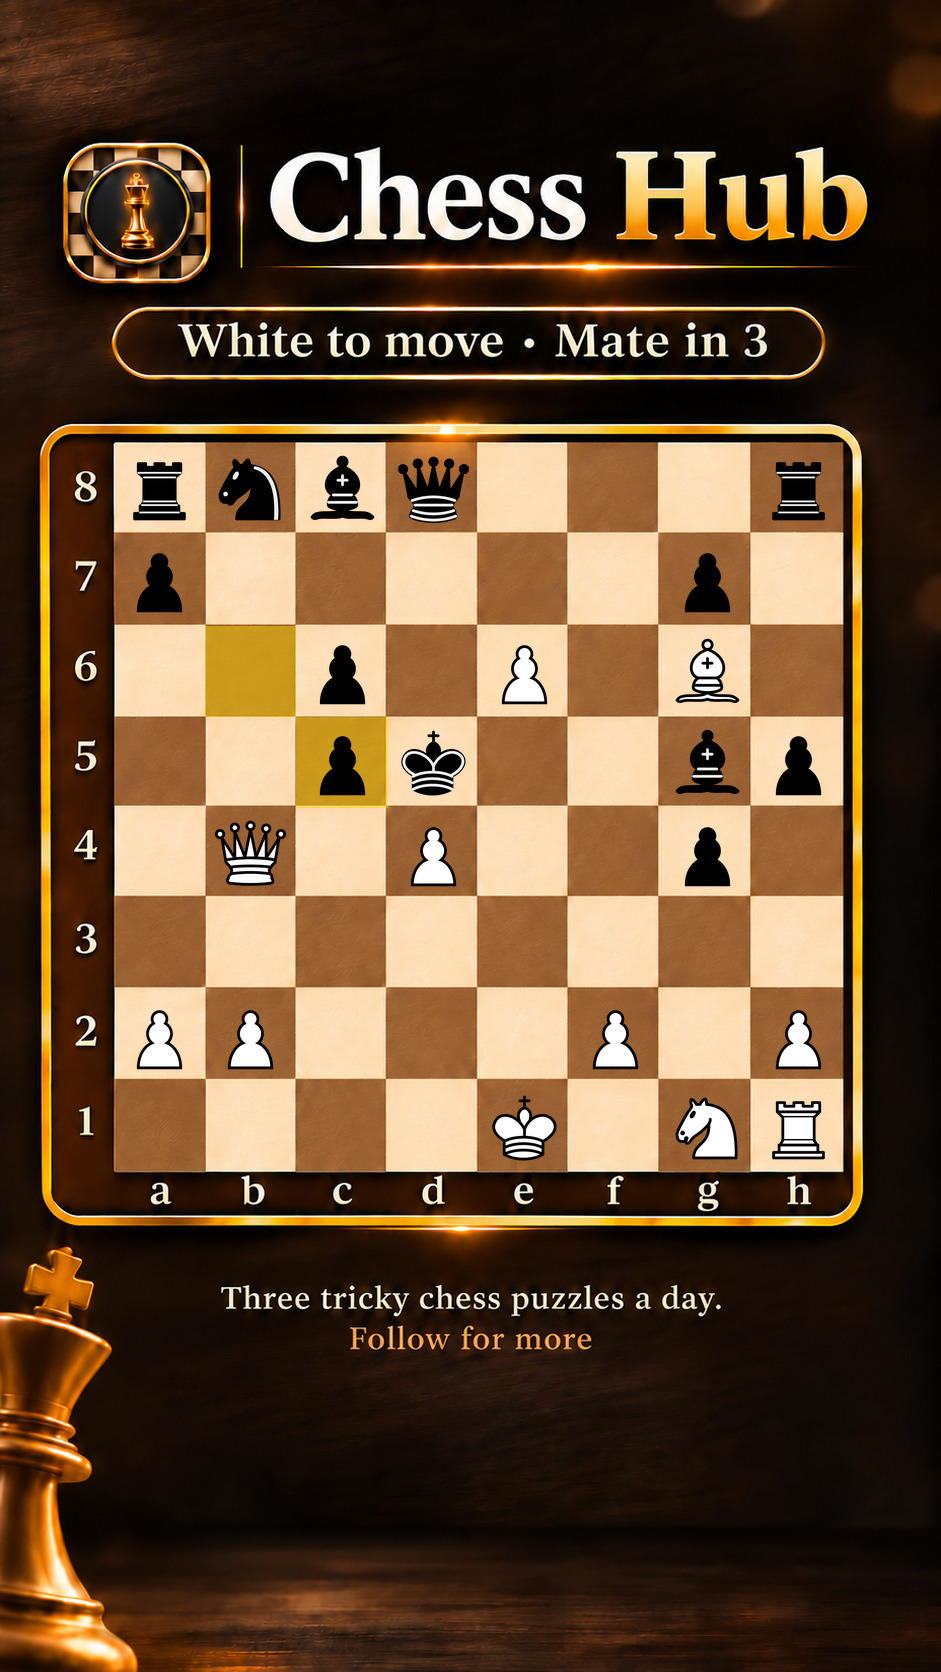 Chess Hub
White to move • Mate in 3
8
7
6
5
4
3
2
1
a b c d e f g h
Three tricky chess puzzles a day.
Follow for more